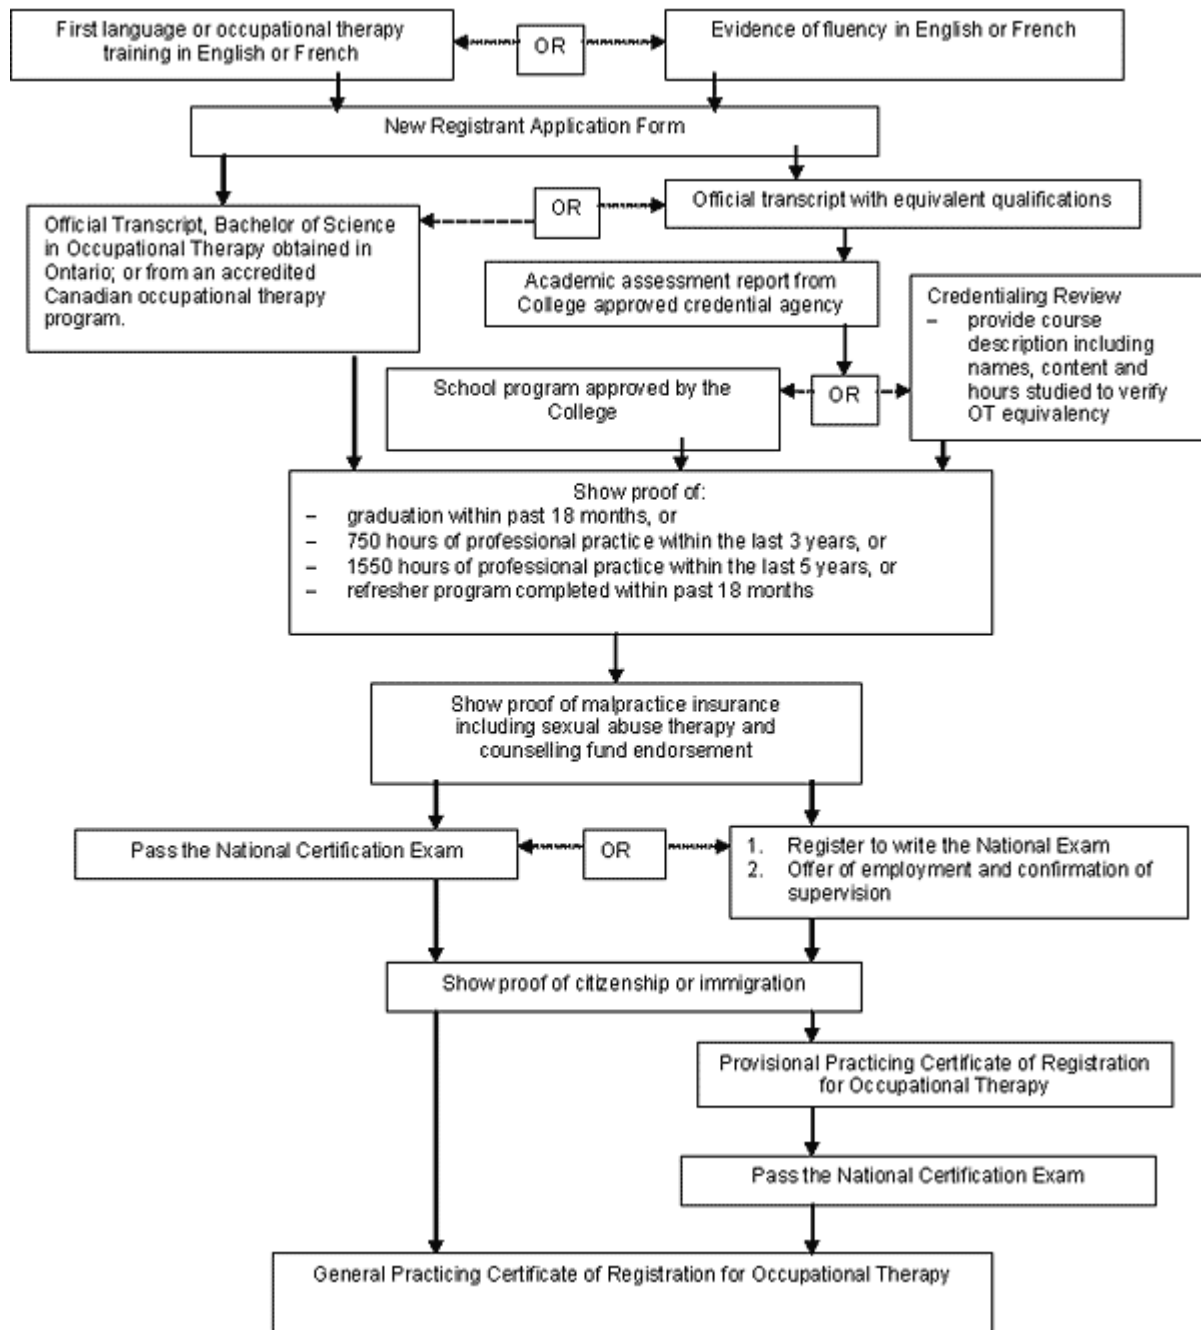 First language or occupational therapy
training in English or French
OR
Evidence of fluency in English or French
New Registrant Application Form
Official Transcript, Bachelor of Science
in Occupational Therapy obtained in
Ontario; or from an accredited
Canadian occupational therapy
program.
OR
Official transcript with equivalent qualifications
Academic assessment report from
College approved credential agency
School program approved by the
College
OR
Credentialing Review
– provide course
description including
names, content and
hours studied to verify
OT equivalency
Show proof of:
– graduation within past 18 months, or
– 750 hours of professional practice within the last 3 years, or
– 1550 hours of professional practice within the last 5 years, or
– refresher program completed within past 18 months
Show proof of malpractice insurance
including sexual abuse therapy and
counselling fund endorsement
Pass the National Certification Exam
OR
1. Register to write the National Exam
2. Offer of employment and confirmation of
supervision
Show proof of citizenship or immigration
Provisional Practicing Certificate of Registration
for Occupational Therapy
Pass the National Certification Exam
General Practicing Certificate of Registration for Occupational Therapy